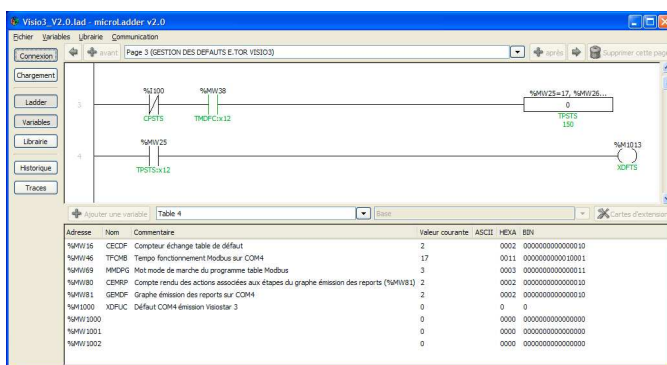 Visio3_V2.0.lad - microLadder v2.0
Fichier Variables Librairie Communication
Connexion
avant Page 3 (GESTION DES DEFAUTS E.TOR VISIO3) après Supprimer cette page
Chargement
Ladder
Variables
Librairie
Historique
Traces
%I100 %MW38 %MW25=17, %MW26...
3 0
CPSTS TMDFC:x12 TPSTS
150
%MW25 %M1013
4
TPSTS:x12 XDFTS
Ajouter une variable Table 4 Base Cartes d'extension
Adresse Nom Commentaire Valeur courante ASCII HEXA BIN
%MW16 CECDF Compteur échange table de défaut 2 0002 0000000000000010
%MW46 TFCMB Tempo fonctionnement Modbus sur COM4 17 0011 0000000000010001
%MW69 MMDPG Mot mode de marche du programme table Modbus 3 0003 0000000000000011
%MW80 CEMRP Compte rendu des actions associées aux étapes du graphe émission des reports (%MW81) 2 0002 0000000000000010
%MW81 GEMDF Graphe émission des reports sur COM4 2 0002 0000000000000010
%M1000 XDFUC Défaut COM4 émission Visiostar 3 0 0 0
%MW1000 0 0000 0000000000000000
%MW1001 0 0000 0000000000000000
%MW1002 0 0000 0000000000000000